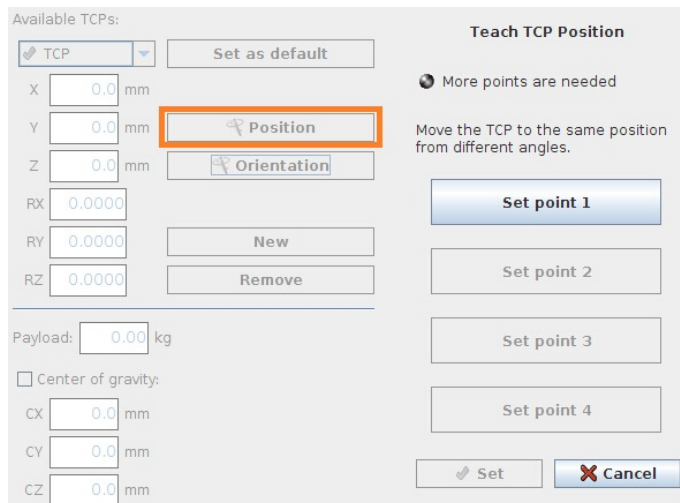 Available TCPs:
TCP
Set as default
X 0.0 mm
Y 0.0 mm
Position
Z 0.0 mm
Orientation
RX 0.0000
RY 0.0000
New
RZ 0.0000
Remove
Payload: 0.00 kg
Center of gravity:
CX 0.0 mm
CY 0.0 mm
CZ 0.0 mm
Teach TCP Position
More points are needed
Move the TCP to the same position
from different angles.
Set point 1
Set point 2
Set point 3
Set point 4
Set
Cancel